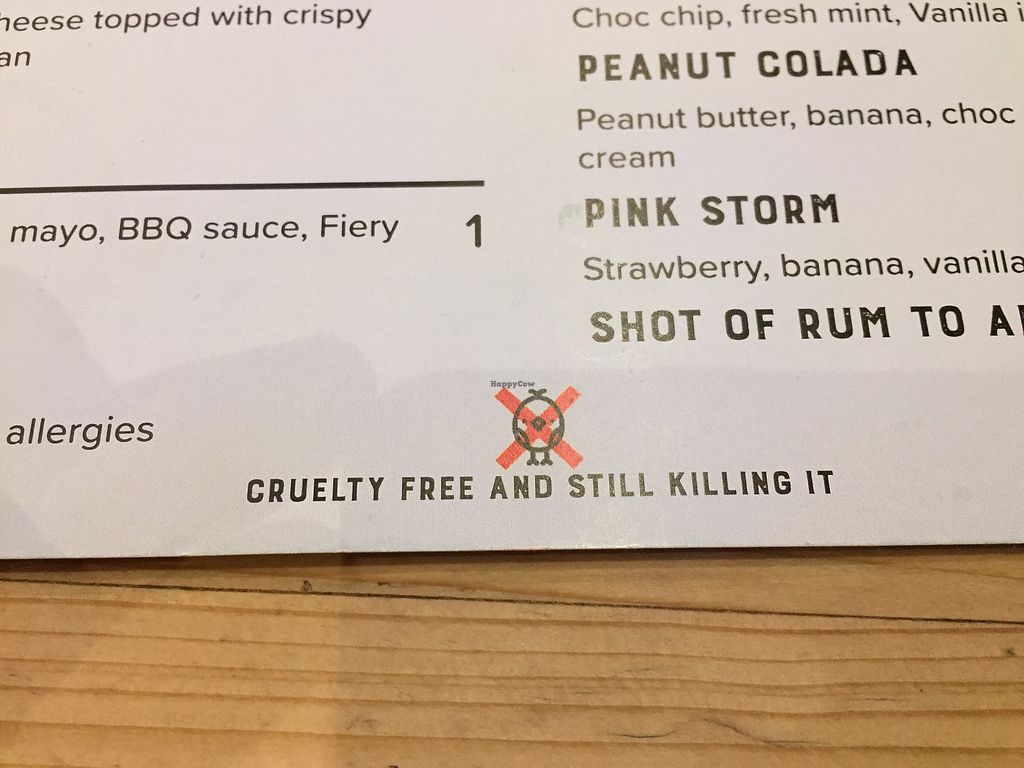 heese topped with crispy
an
mayo, BBQ sauce, Fiery 1
allergies
Choc chip, fresh mint, Vanilla i
PEANUT COLADA
Peanut butter, banana, choc
cream
PINK STORM
Strawberry, banana, vanilla
SHOT OF RUM TO A
HappyCow
CRUELTY FREE AND STILL KILLING IT